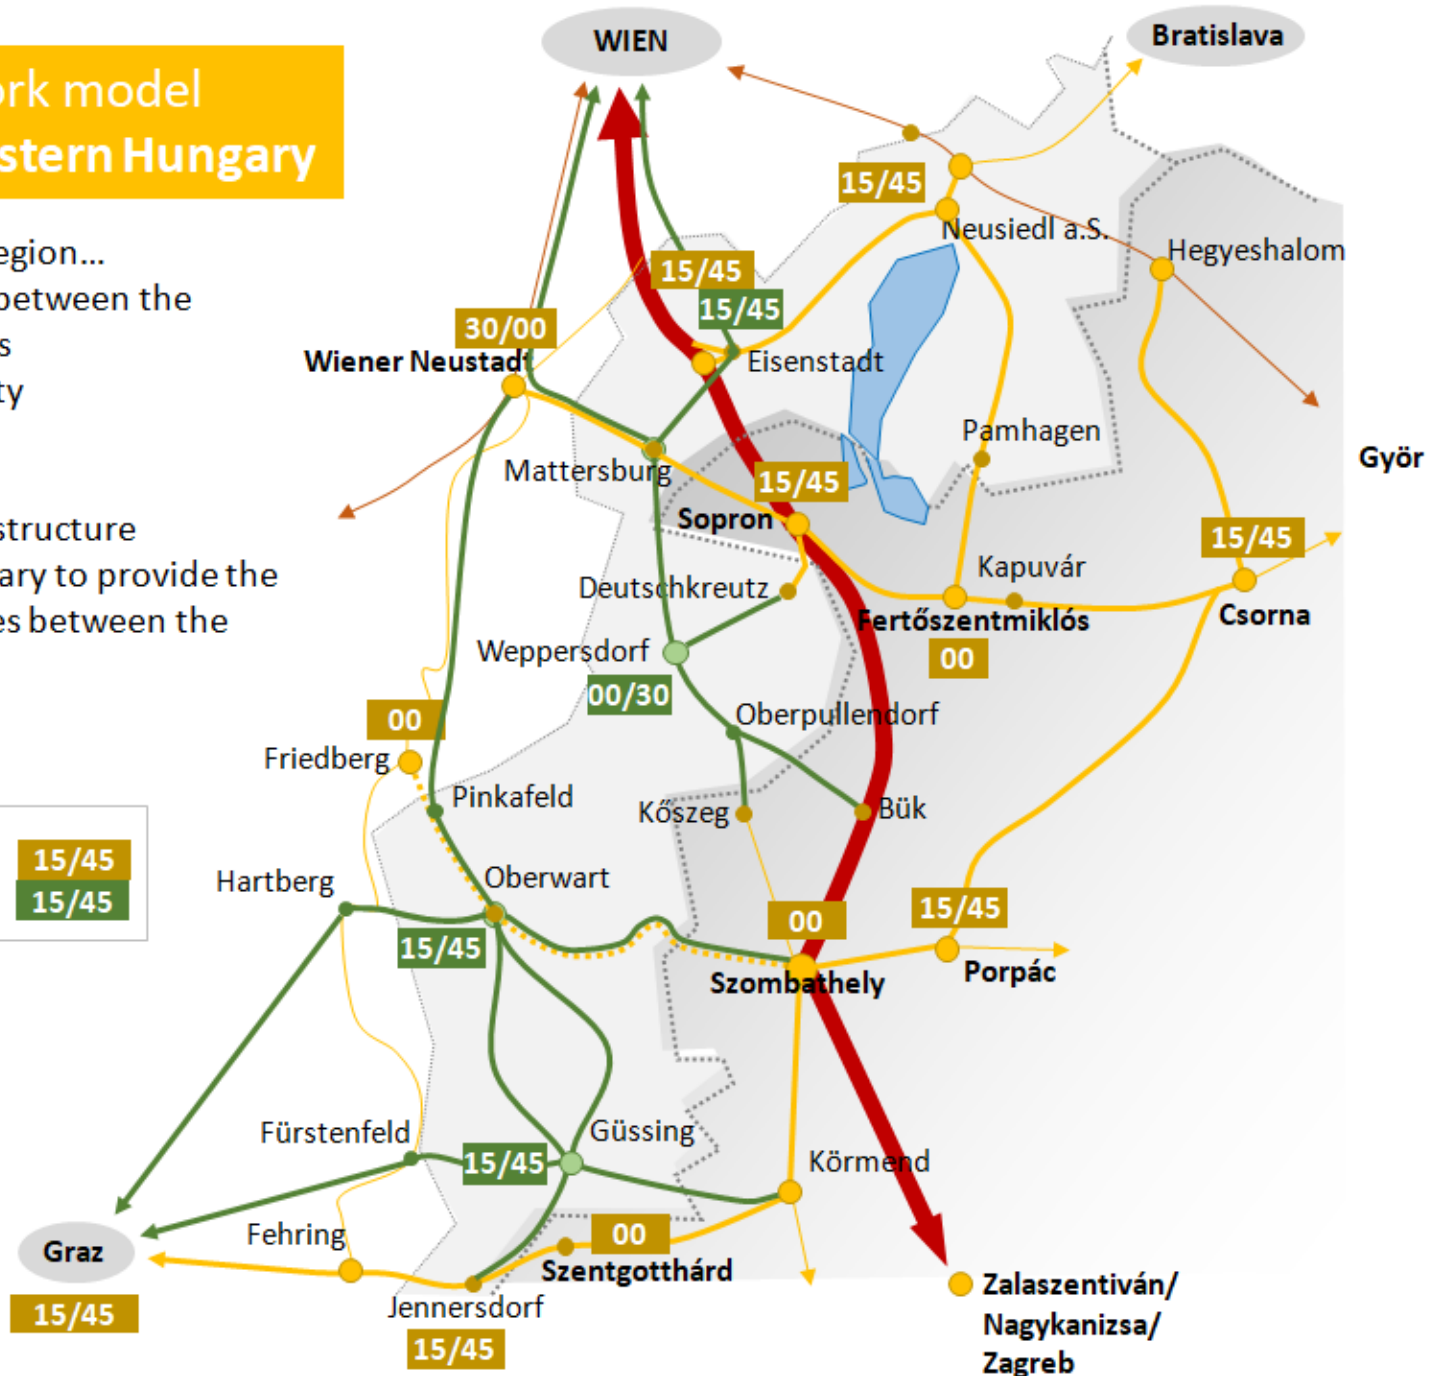 WIEN
Bratislava
ork model
stern Hungary
15/45
Neusiedl a.S.
Hegyeshalom
egion...
between the
s
ty
15/45
15/45
30/00
Wiener Neustadt
Eisenstadt
Pamhagen
Györ
Mattersburg
15/45
Sopron
structure
ary to provide the
es between the
15/45
Kapuvár
Deutschkreutz
Fertőszentmiklós
Csorna
00
Weppersdorf
00/30
00
Oberpullendorf
Friedberg
Pinkafeld
Kőszeg
Bük
15/45
15/45
Hartberg
Oberwart
15/45
00
15/45
Szombathely
Porpác
Fürstenfeld
15/45
Güssing
Körmend
Fehring
00
Graz
Szentgotthárd
15/45
Jennersdorf
15/45
Zalaszentiván/
Nagykanizsa/
Zagreb